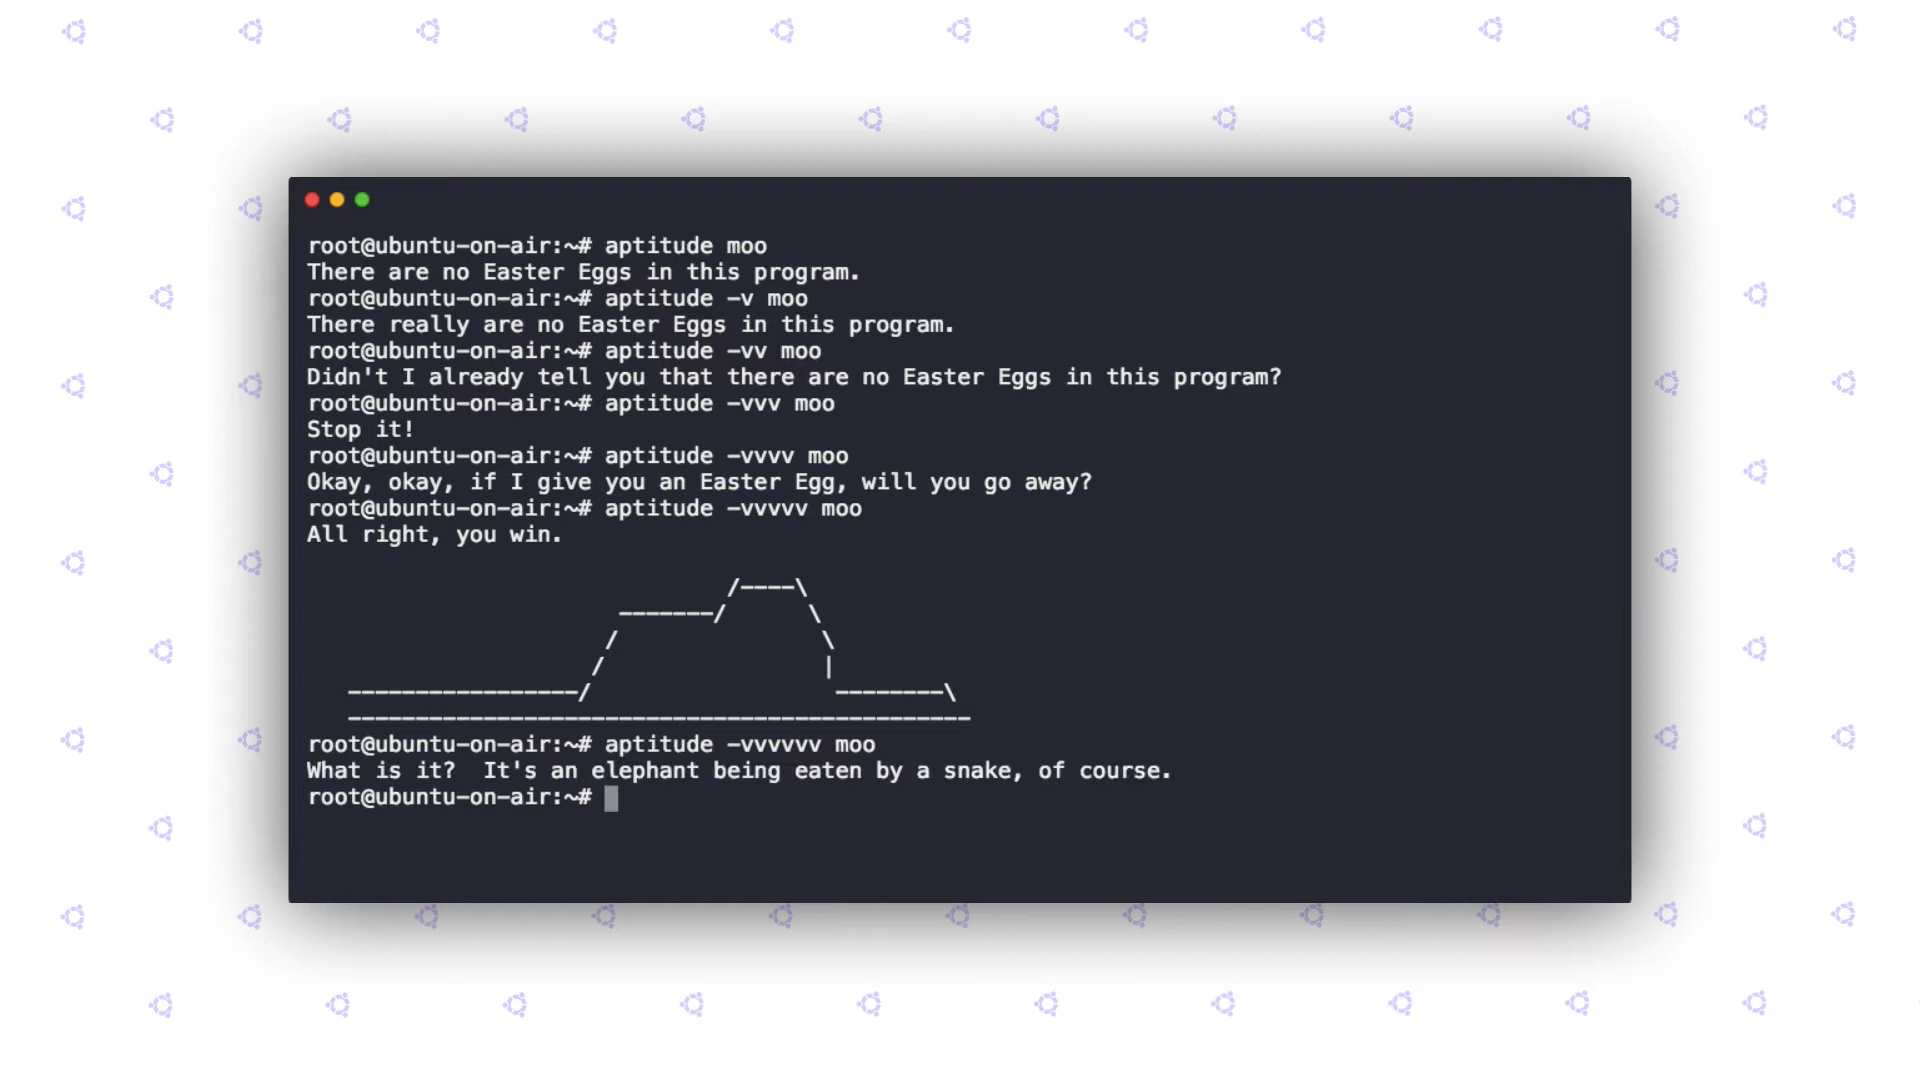 root@ubuntu-on-air:~# aptitude moo
There are no Easter Eggs in this program.
root@ubuntu-on-air:~# aptitude -v moo
There really are no Easter Eggs in this program.
root@ubuntu-on-air:~# aptitude -vv moo
Didn't I already tell you that there are no Easter Eggs in this program?
root@ubuntu-on-air:~# aptitude -vvv moo
Stop it!
root@ubuntu-on-air:~# aptitude -vvvv moo
Okay, okay, if I give you an Easter Egg, will you go away?
root@ubuntu-on-air:~# aptitude -vvvvv moo
All right, you win.

                               /----\
                       -------/      \
                      /               \
                     /                |
   -----------------/                  --------\
   ----------------------------------------------
root@ubuntu-on-air:~# aptitude -vvvvvv moo
What is it?  It's an elephant being eaten by a snake, of course.
root@ubuntu-on-air:~#